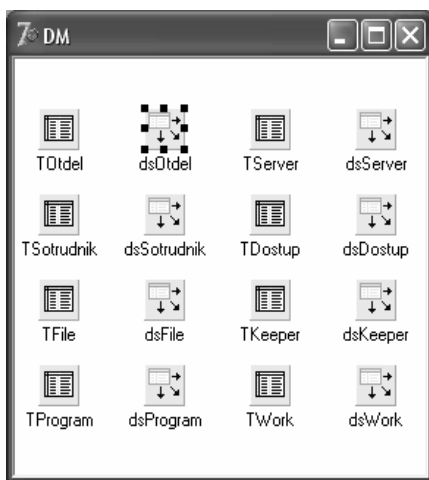 DM
TOtdel dsOtdel TServer dsServer
TSotrudnik dsSotrudnik TDostup dsDostup
TFile dsFile TKeeper dsKeeper
TProgram dsProgram TWork dsWork